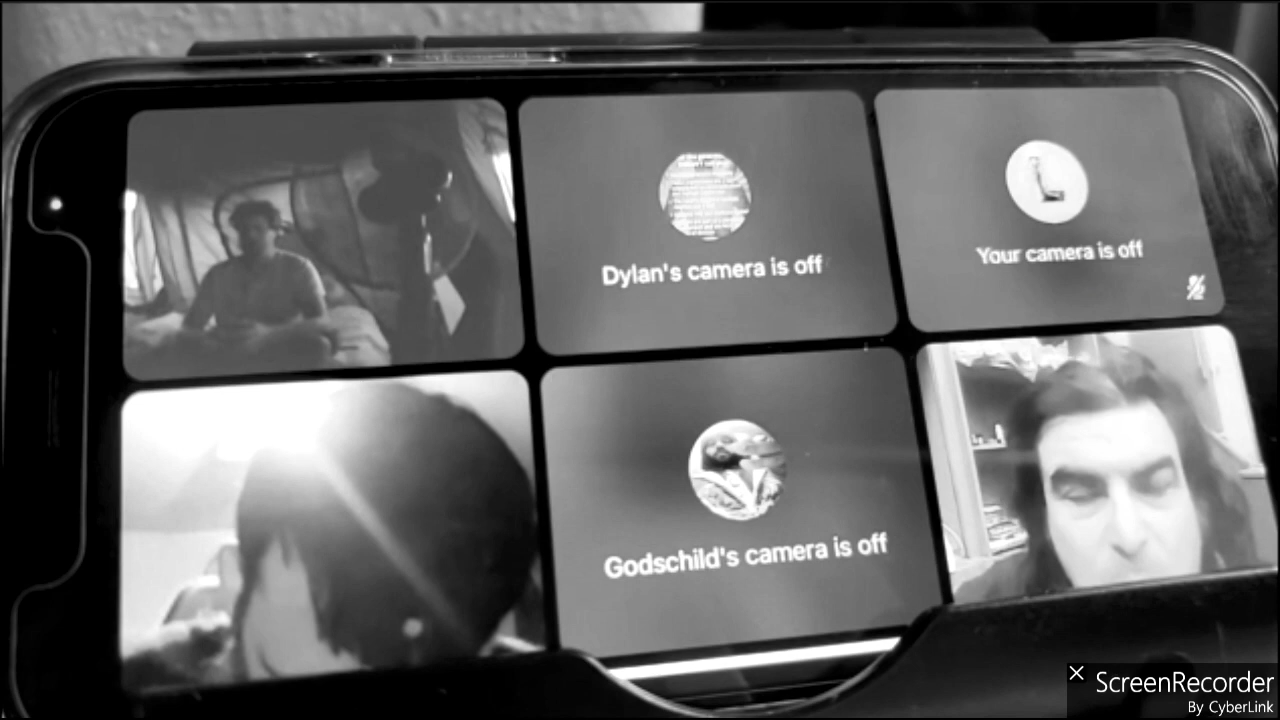 Dylan's camera is off
Your camera is off
L
Godschild's camera is off
ScreenRecorder
By CyberLink